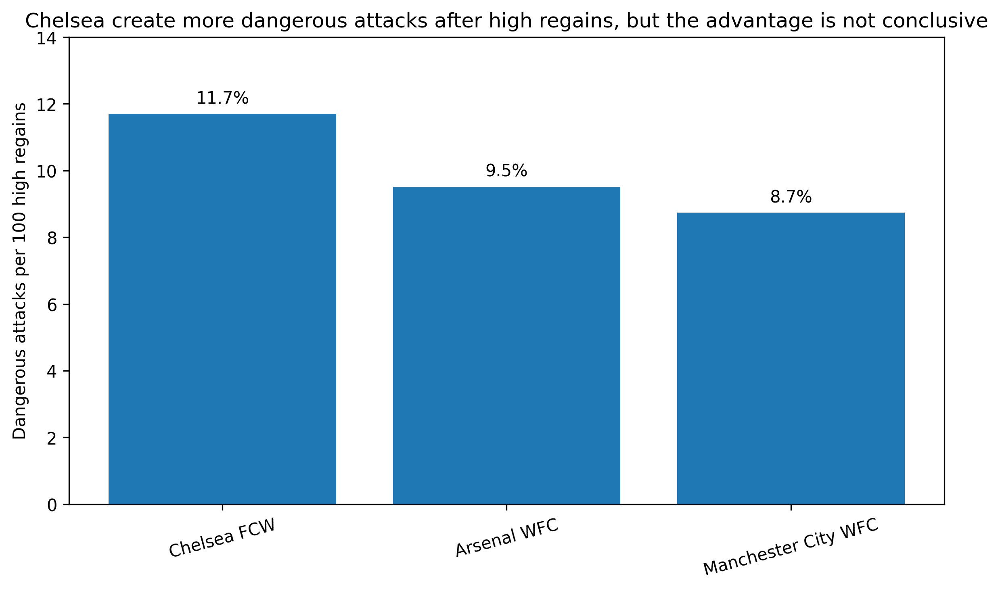 Chelsea create more dangerous attacks after high regains, but the advantage is not conclusive
Dangerous attacks per 100 high regains
14
12
10
8
6
4
2
0
11.7%
9.5%
8.7%
Chelsea FCW
Arsenal WFC
Manchester City WFC